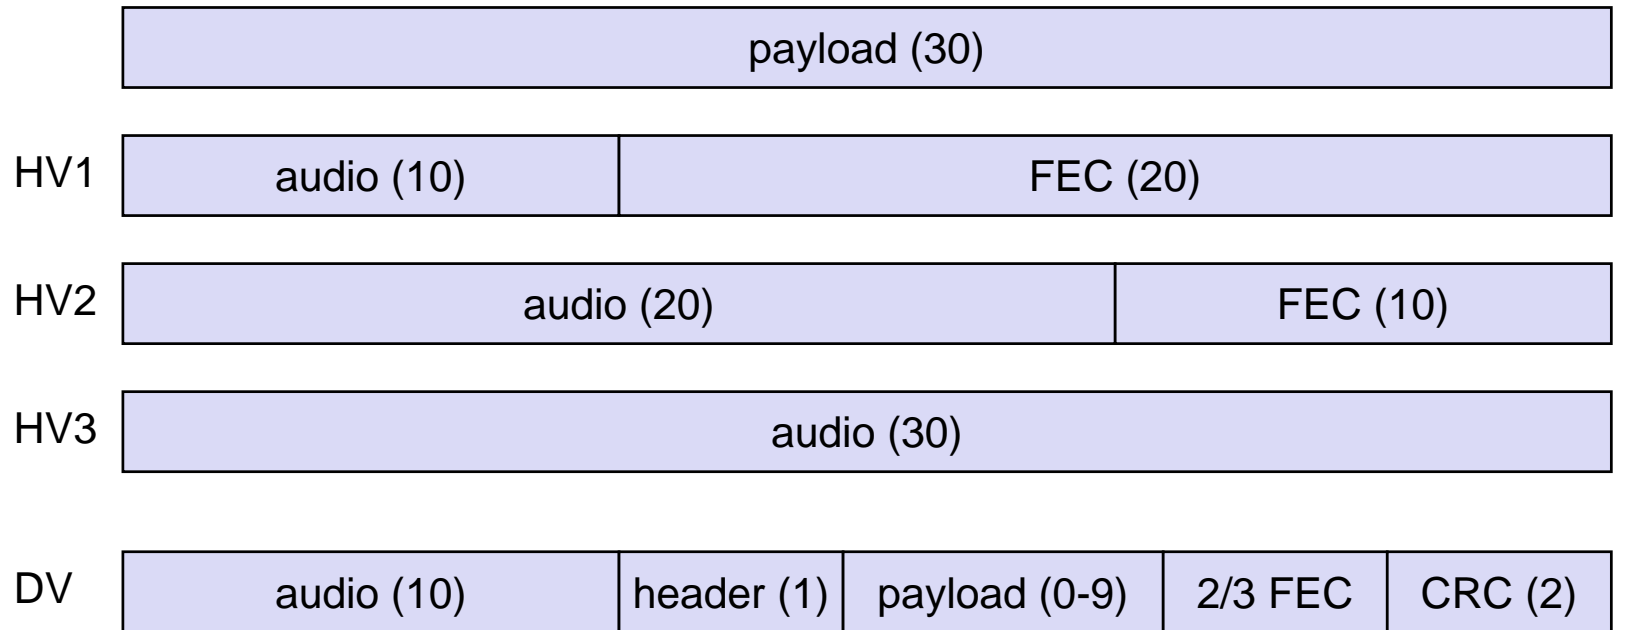 payload (30)
HV1 audio (10) FEC (20)
HV2 audio (20) FEC (10)
HV3 audio (30)
DV audio (10) header (1) payload (0-9) 2/3 FEC CRC (2)